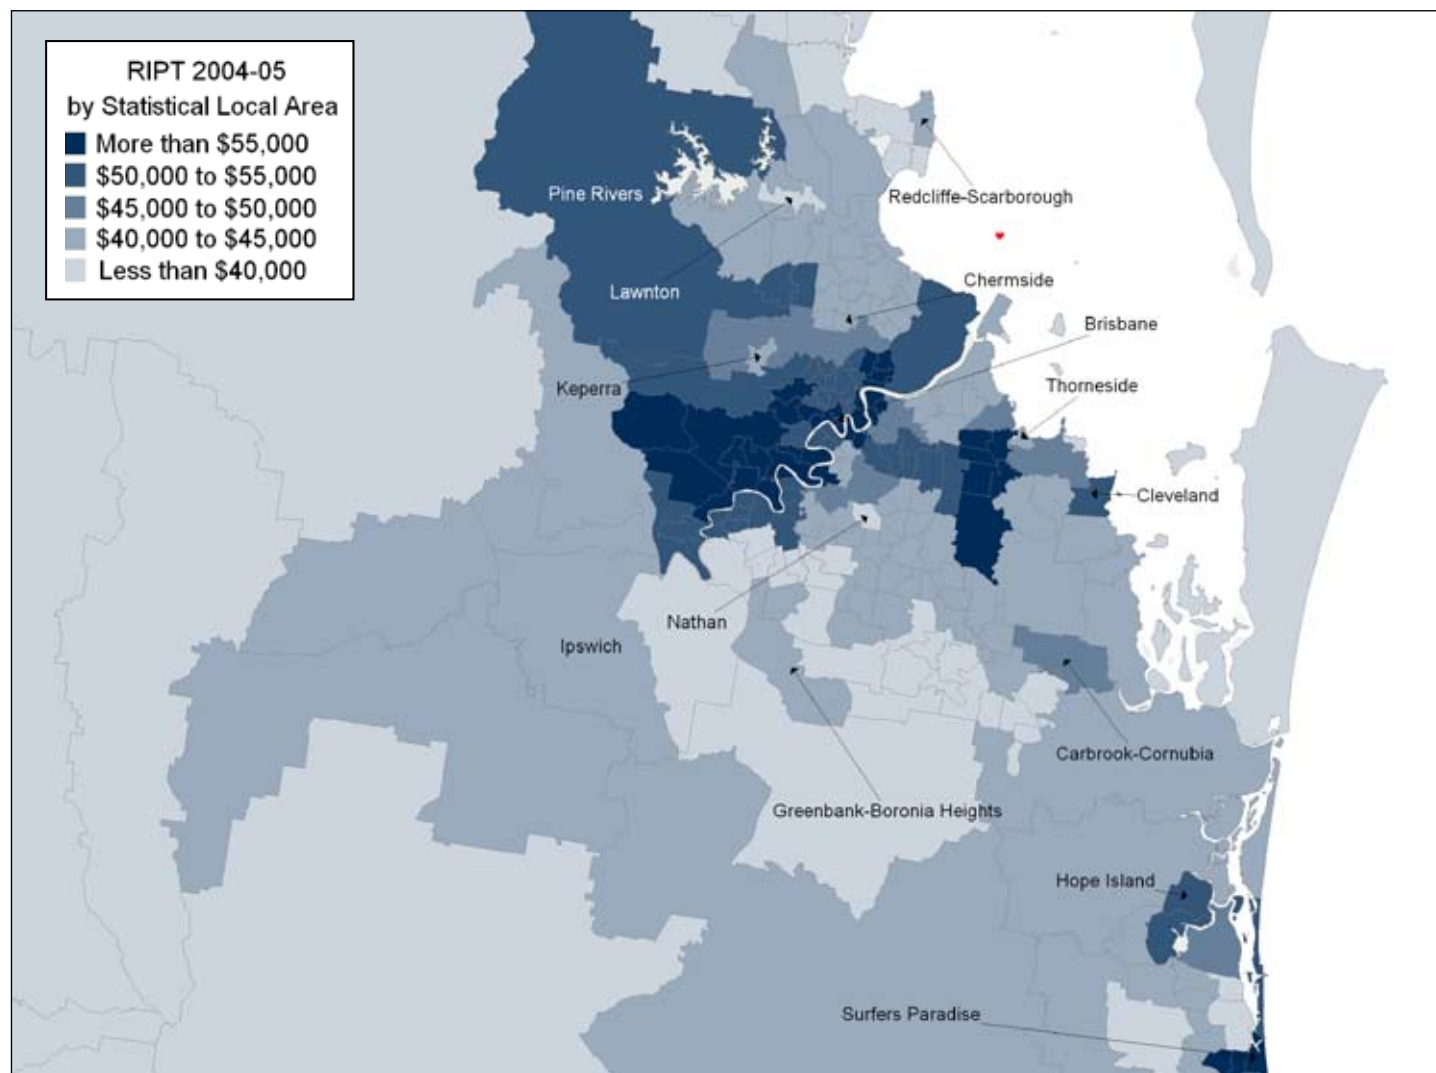 RIPT 2004-05
by Statistical Local Area
More than $55,000
$50,000 to $55,000
$45,000 to $50,000
$40,000 to $45,000
Less than $40,000
Pine Rivers
Redcliffe-Scarborough
Lawnton
Chermside
Brisbane
Keperra
Thorneside
Cleveland
Nathan
Ipswich
Carbrook-Cornubia
Greenbank-Boronia Heights
Hope Island
Surfers Paradise